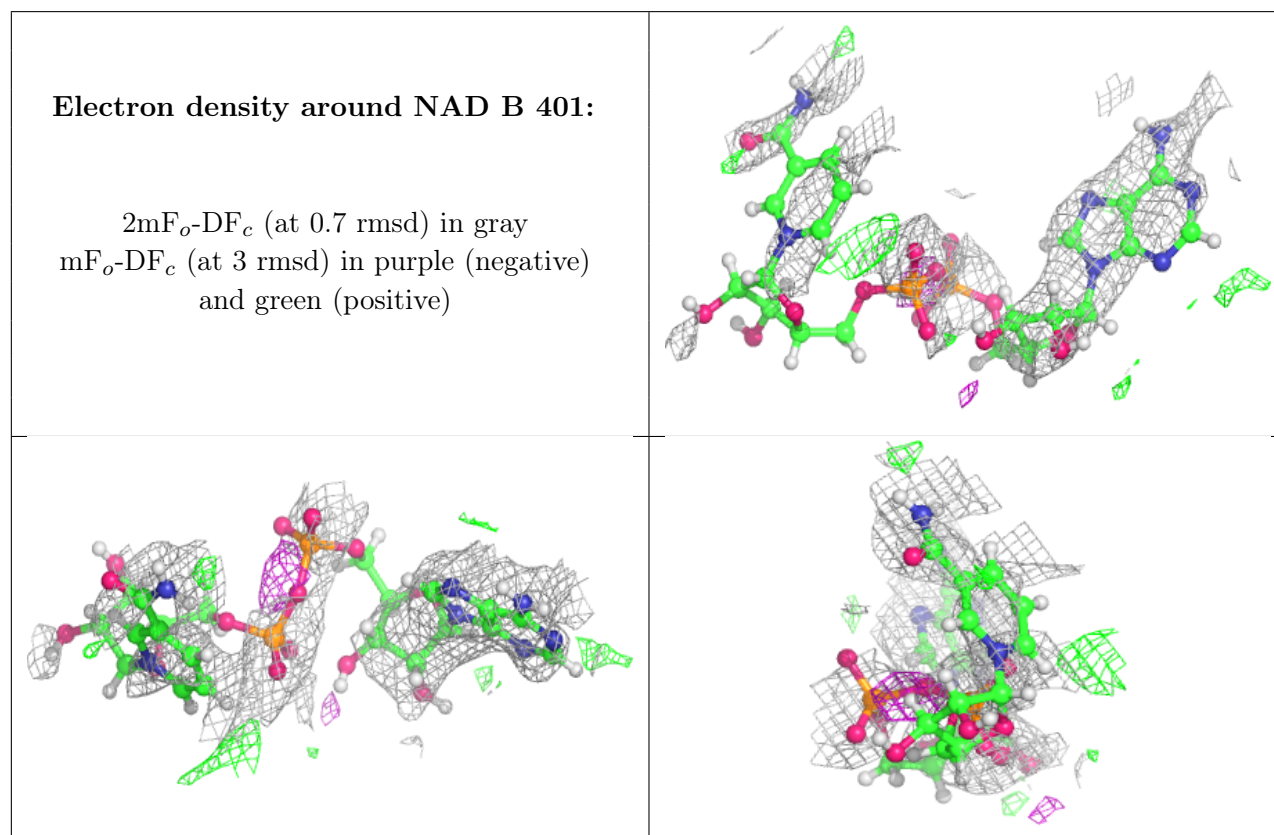 Electron density around NAD B 401:
2mFo-DFc (at 0.7 rmsd) in gray
mFo-DFc (at 3 rmsd) in purple (negative)
and green (positive)